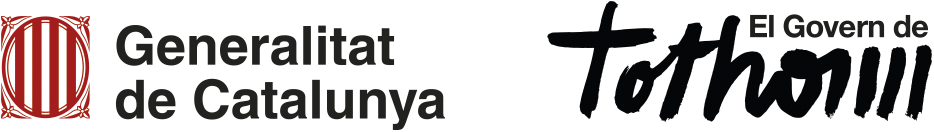 Generalitat
de Catalunya
El Govern de
Tothom